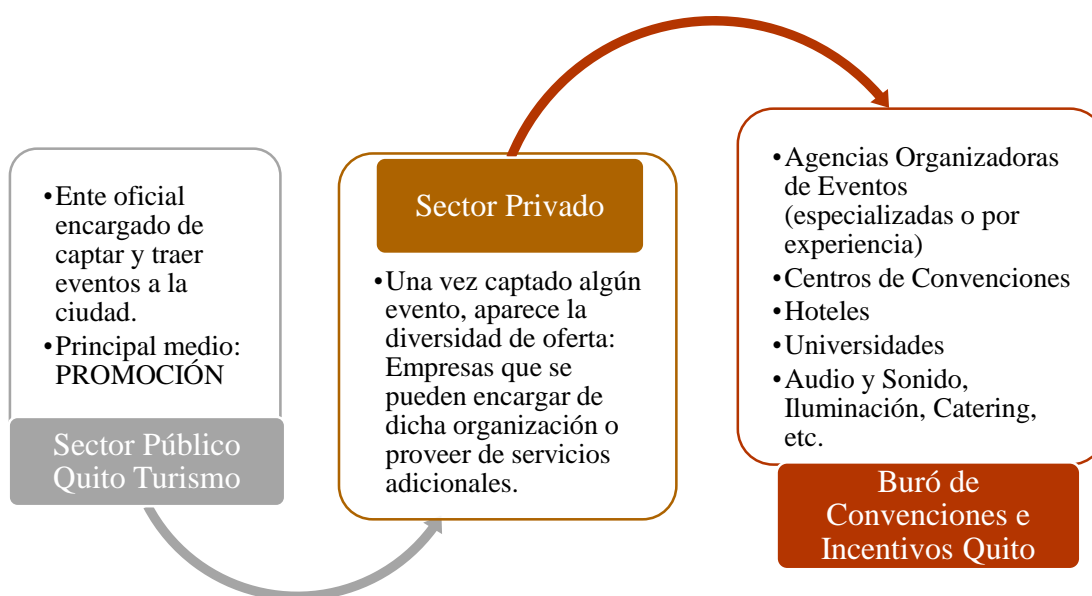 •Ente oficial
encargado de
captar y traer
eventos a la
ciudad.
•Principal medio:
PROMOCIÓN
Sector Público
Quito Turismo
Sector Privado
•Una vez captado algún
evento, aparece la
diversidad de oferta:
Empresas que se
pueden encargar de
dicha organización o
proveer de servicios
adicionales.
•Agencias Organizadoras
de Eventos
(especializadas o por
experiencia)
•Centros de Convenciones
•Hoteles
•Universidades
•Audio y Sonido,
Iluminación, Catering,
etc.
Buró de
Convenciones e
Incentivos Quito